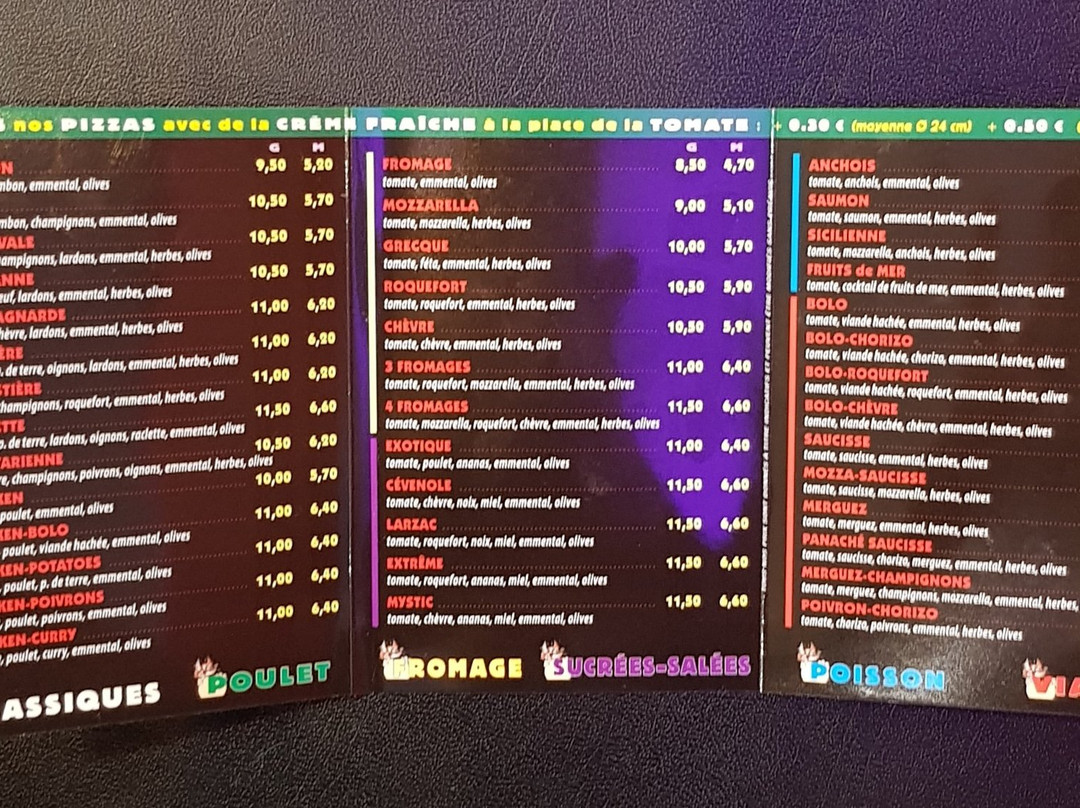 nos PIZZAS avec de la CRÈME FRAÎCHE à la place de la TOMATE : + 0.30 € (moyenne Ø 24 cm) + 0.50 € (
G M
9,50 5,20
emmental, olives
10,50 5,70
champignons, emmental, olives
10,50 5,70
lardons, emmental, herbes, olives
10,50 5,70
lardons, emmental, herbes, olives
11,00 6,20
lardons, emmental, herbes, olives
11,00 6,20
de terre, oignons, lardons, emmental, herbes, olives
11,00 6,20
champignons, roquefort, emmental, herbes, olives
11,50 6,60
p. de terre, lardons, oignons, raclette, emmental, olives
10,50 6,20
champignons, poivrons, oignons, emmental, herbes, olives
10,00 5,70
poulet, emmental, olives
KEN-BOLO 11,00 6,40
poulet, viande hachée, emmental, olives
KEN-POTATOES 11,00 6,40
poulet, p. de terre, emmental, olives
KEN-POIVRONS 11,00 6,40
poulet, poivrons, emmental, olives
KEN-CURRY 11,00 6,40
poulet, curry, emmental, olives
ASSIQUES POULET
G M
FROMAGE 8,50 4,70
tomate, emmental, olives
MOZZARELLA 9,00 5,10
tomate, mozzarella, herbes, olives
GRECQUE 10,00 5,70
tomate, féta, emmental, herbes, olives
ROQUEFORT 10,50 5,90
tomate, roquefort, emmental, herbes, olives
CHÈVRE 10,50 5,90
tomate, chèvre, emmental, herbes, olives
3 FROMAGES 11,00 6,40
tomate, roquefort, mozzarella, emmental, herbes, olives
4 FROMAGES 11,50 6,60
tomate, mozzarella, roquefort, chèvre, emmental, herbes, olives
EXOTIQUE 11,00 6,40
tomate, poulet, ananas, emmental, olives
CÉVENOLE 11,50 6,60
tomate, chèvre, noix, miel, emmental, olives
LARZAC 11,50 6,60
tomate, roquefort, noix, miel, emmental, olives
EXTRÊME 11,50 6,60
tomate, roquefort, ananas, miel, emmental, olives
MYSTIC 11,50 6,60
tomate, chèvre, ananas, miel, emmental, olives
FROMAGE SUCRÉES-SALÉES
ANCHOIS
tomate, anchois, emmental, olives
SAUMON
tomate, saumon, emmental, herbes, olives
SICILIENNE
tomate, mozzarella, anchois, herbes, olives
FRUITS de MER
tomate, cocktail de fruits de mer, emmental, herbes, olives
BOLO
tomate, viande hachée, emmental, herbes, olives
BOLO-CHORIZO
tomate, viande hachée, chorizo, emmental, herbes, olives
BOLO-ROQUEFORT
tomate, viande hachée, roquefort, emmental, herbes, olives
BOLO-CHÈVRE
tomate, viande hachée, chèvre, emmental, herbes, olives
SAUCISSE
tomate, saucisse, emmental, herbes, olives
MOZZA-SAUCISSE
tomate, saucisse, mozzarella, herbes, olives
MERGUEZ
tomate, merguez, emmental, herbes, olives
PANACHÉ SAUCISSE
tomate, saucisse, chorizo, merguez, emmental, herbes, olives
MERGUEZ-CHAMPIGNONS
tomate, merguez, champignons, mozzarella, emmental, herbes,
POIVRON-CHORIZO
tomate, chorizo, poivrons, emmental, herbes, olives
POISSON VIA